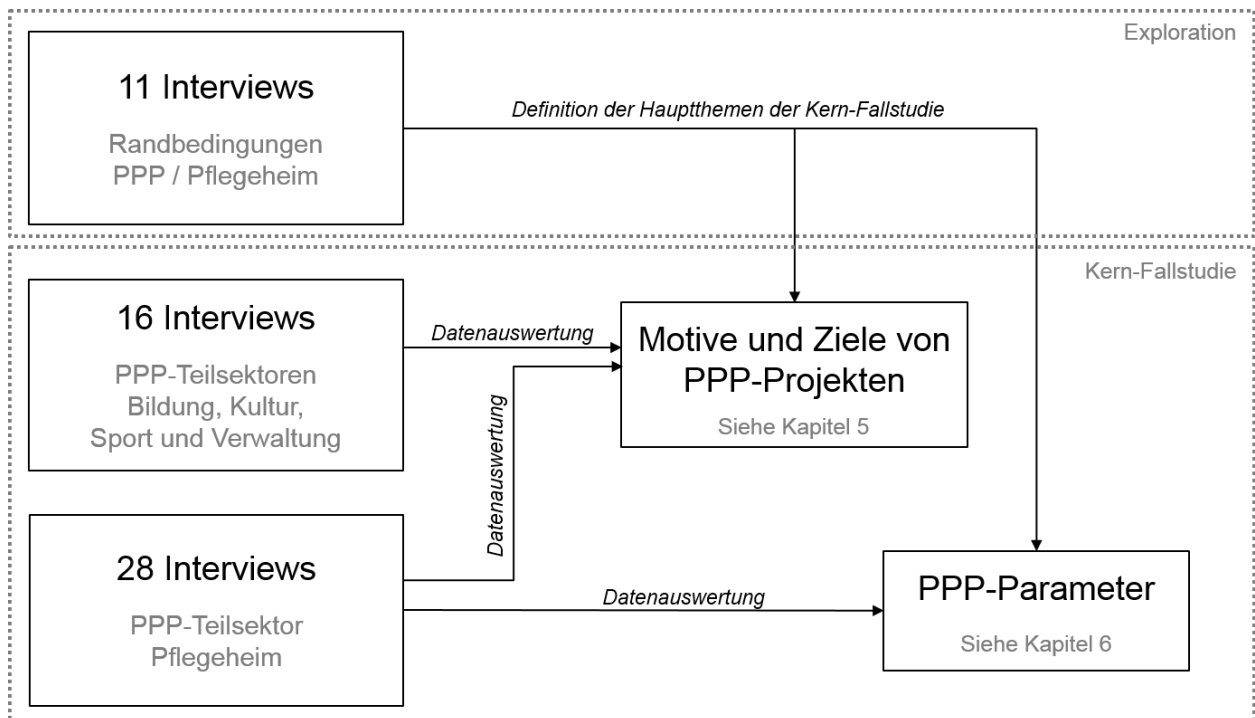 Exploration
11 Interviews
Randbedingungen
PPP / Pflegeheim
Definition der Hauptthemen der Kern-Fallstudie
Kern-Fallstudie
16 Interviews
PPP-Teilsektoren
Bildung, Kultur,
Sport und Verwaltung
Datenauswertung
Motive und Ziele von
PPP-Projekten
Siehe Kapitel 5
Datenauswertung
28 Interviews
PPP-Teilsektor
Pflegeheim
Datenauswertung
PPP-Parameter
Siehe Kapitel 6